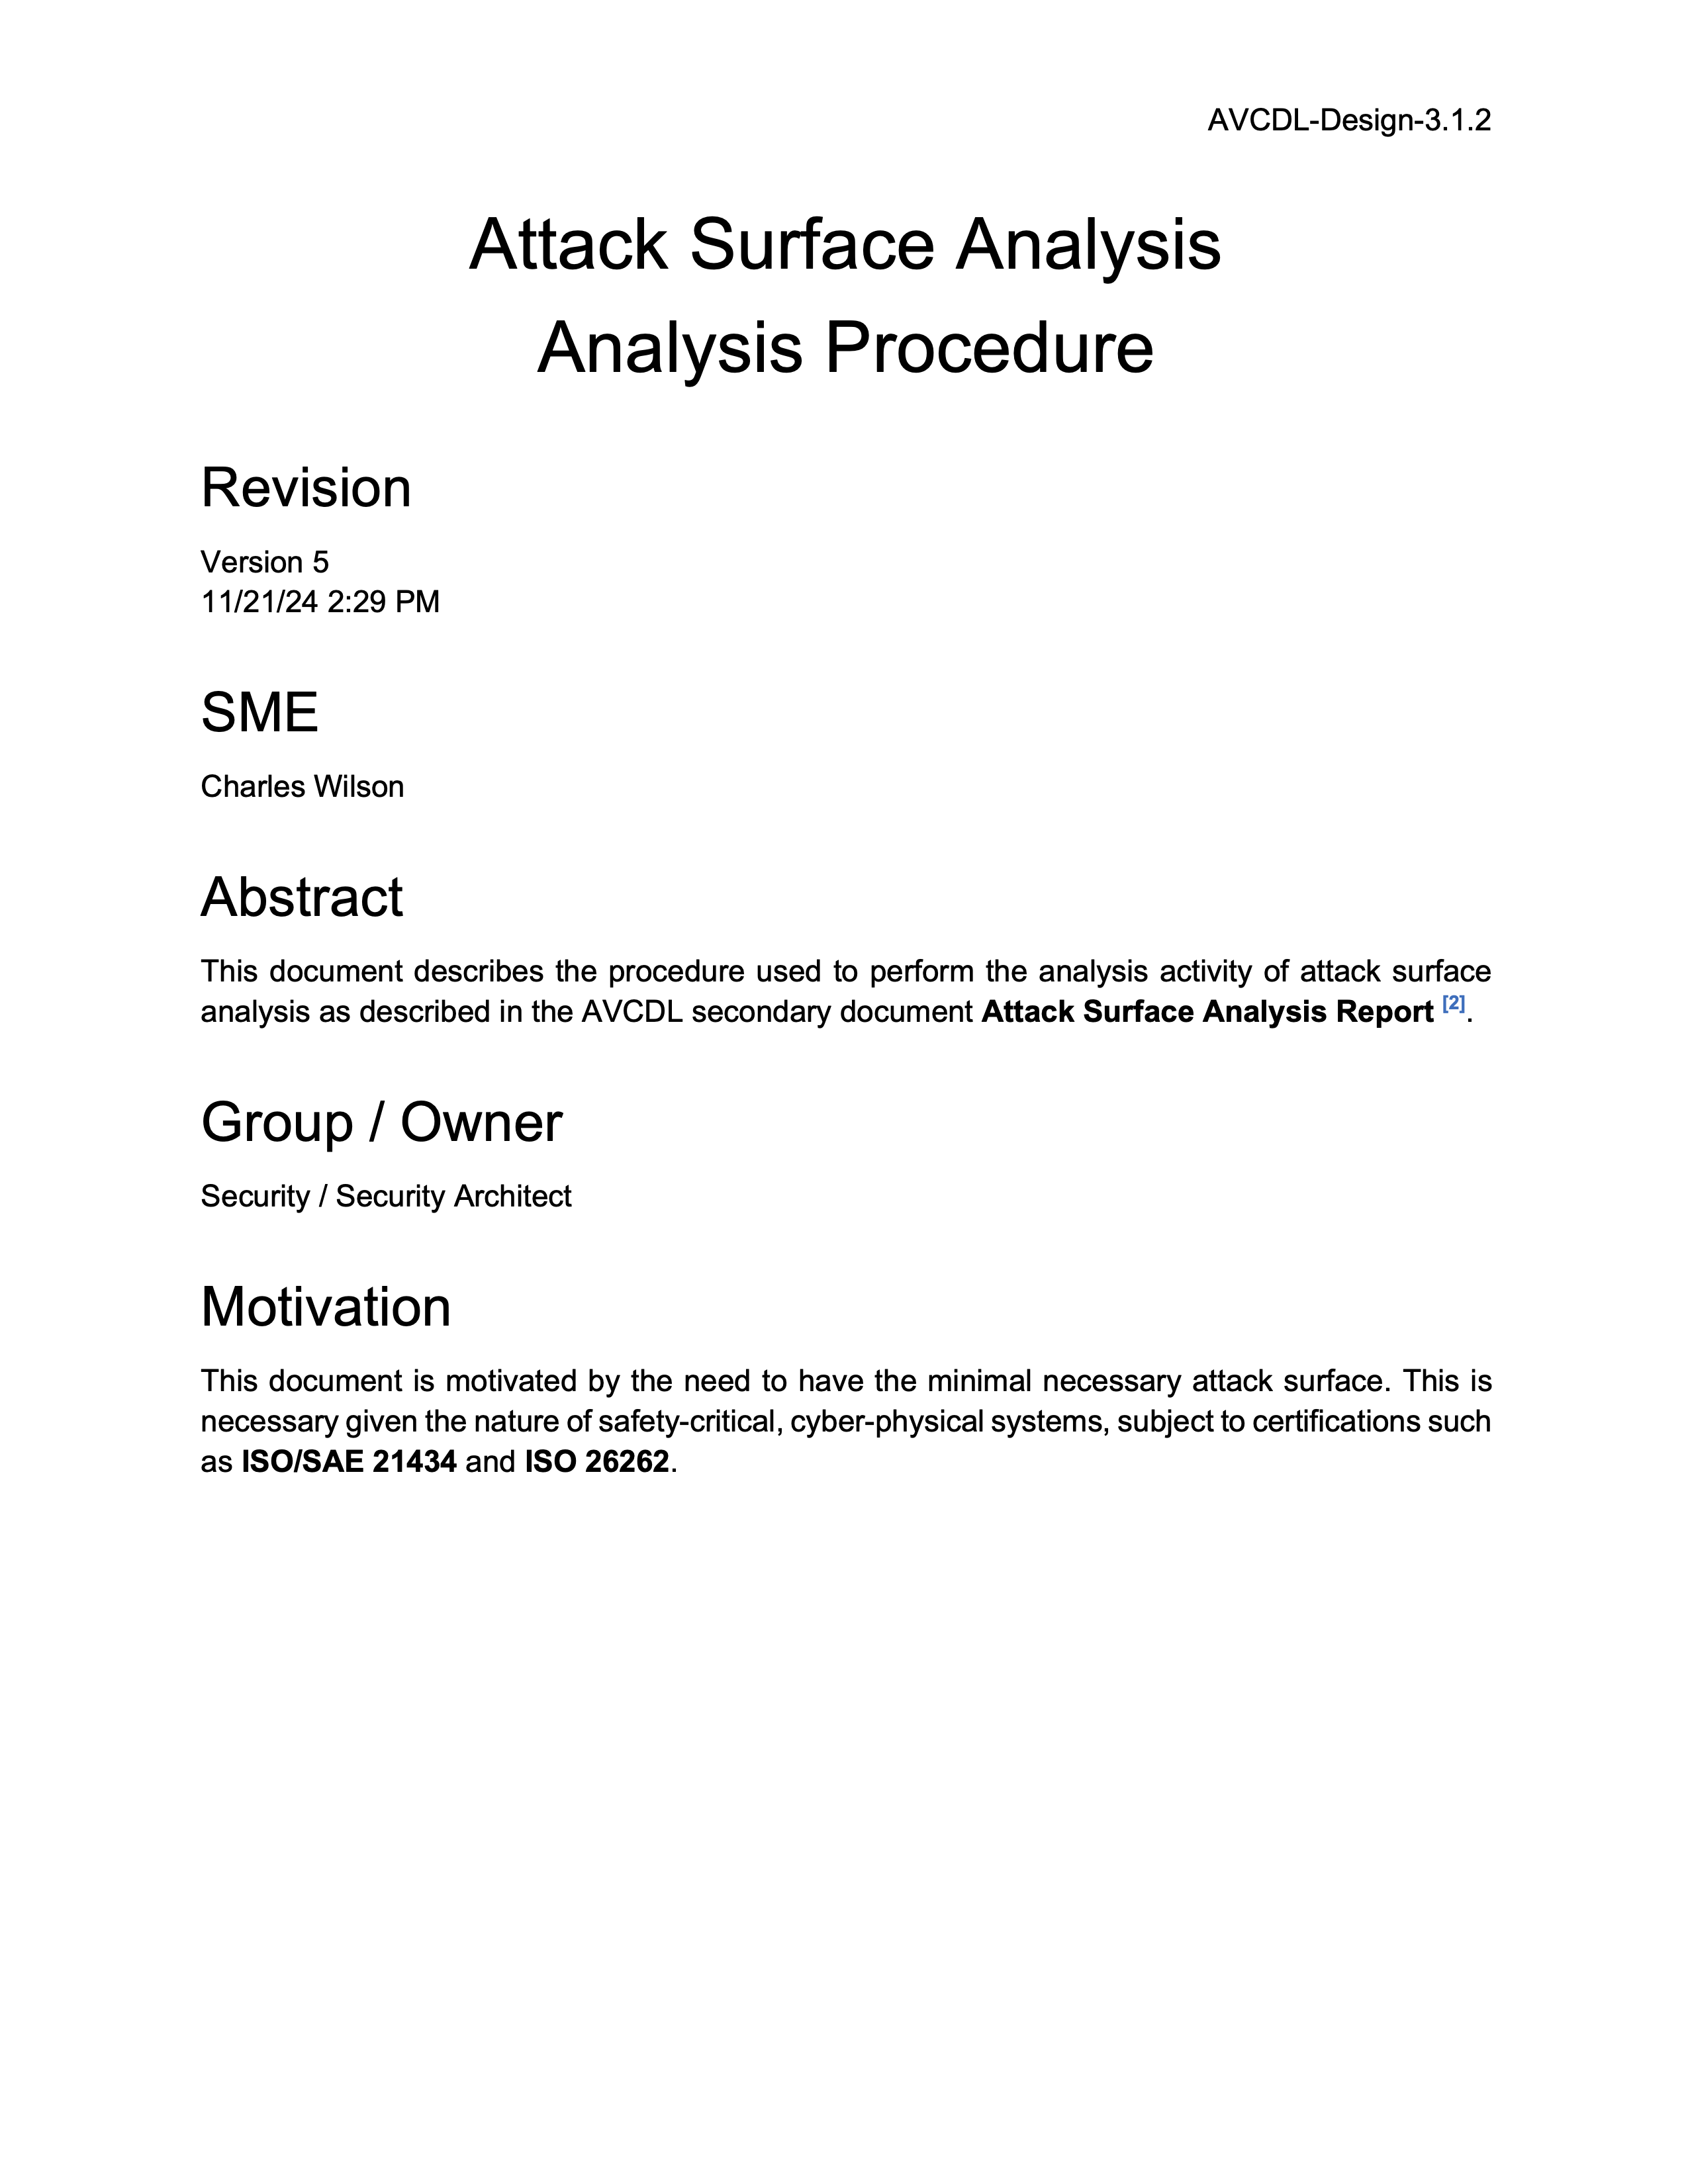 AVCDL-Design-3.1.2
Attack Surface Analysis
Analysis Procedure
Revision
Version 5
11/21/24 2:29 PM
SME
Charles Wilson
Abstract
This document describes the procedure used to perform the analysis activity of attack surface
analysis as described in the AVCDL secondary document Attack Surface Analysis Report [2].
Group / Owner
Security / Security Architect
Motivation
This document is motivated by the need to have the minimal necessary attack surface. This is
necessary given the nature of safety-critical, cyber-physical systems, subject to certifications such
as ISO/SAE 21434 and ISO 26262.